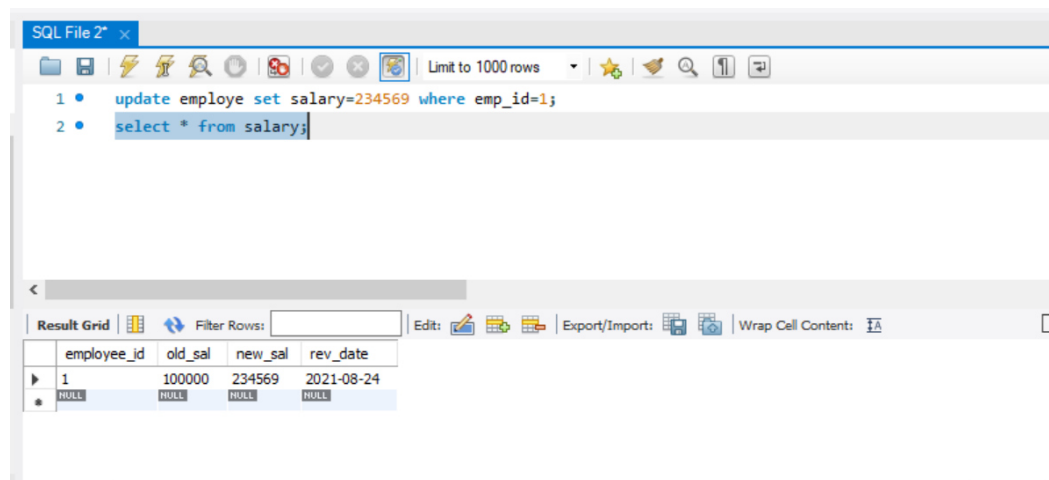 SQL File 2*
Limit to 1000 rows
1 update employe set salary=234569 where emp_id=1;
2 select * from salary;
Result Grid Filter Rows: Edit: Export/Import: Wrap Cell Content:
employee_id old_sal new_sal rev_date
1 100000 234569 2021-08-24
NULL NULL NULL NULL